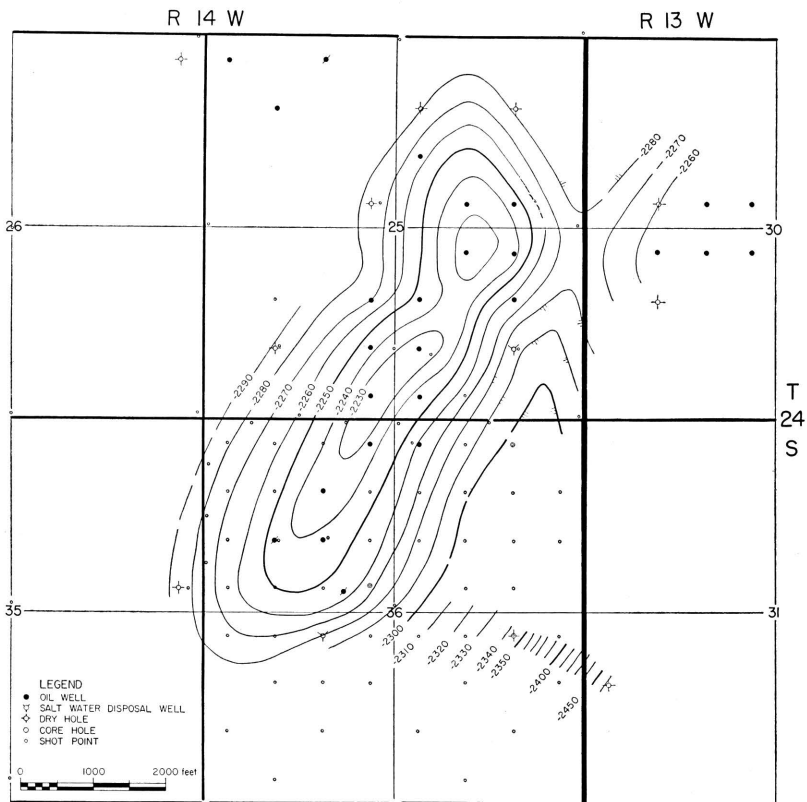 R 14 W
R 13 W
-2280
-2270
-2260
26
25
30
T
24
S
-2290
-2280
-2270
-2260
-2250
-2240
-2230
35
36
31
-2300
-2310
-2320
-2330
-2340
-2350
-2400
-2450
LEGEND
OIL WELL
SALT WATER DISPOSAL WELL
DRY HOLE
CORE HOLE
SHOT POINT
0 1000 2000 feet